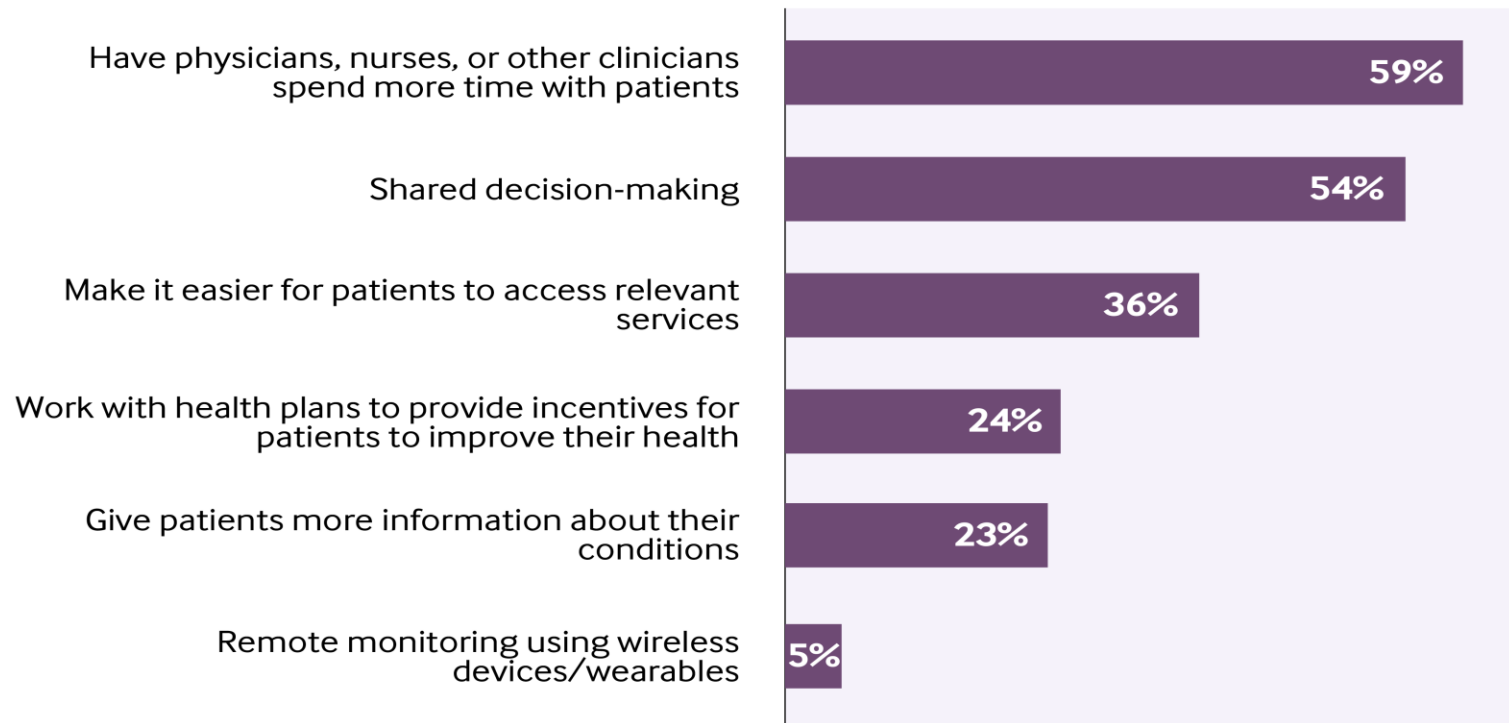 Have physicians, nurses, or other clinicians
spend more time with patients
59%
Shared decision-making
54%
Make it easier for patients to access relevant
services
36%
Work with health plans to provide incentives for
patients to improve their health
24%
Give patients more information about their
conditions
23%
Remote monitoring using wireless
devices/wearables
5%